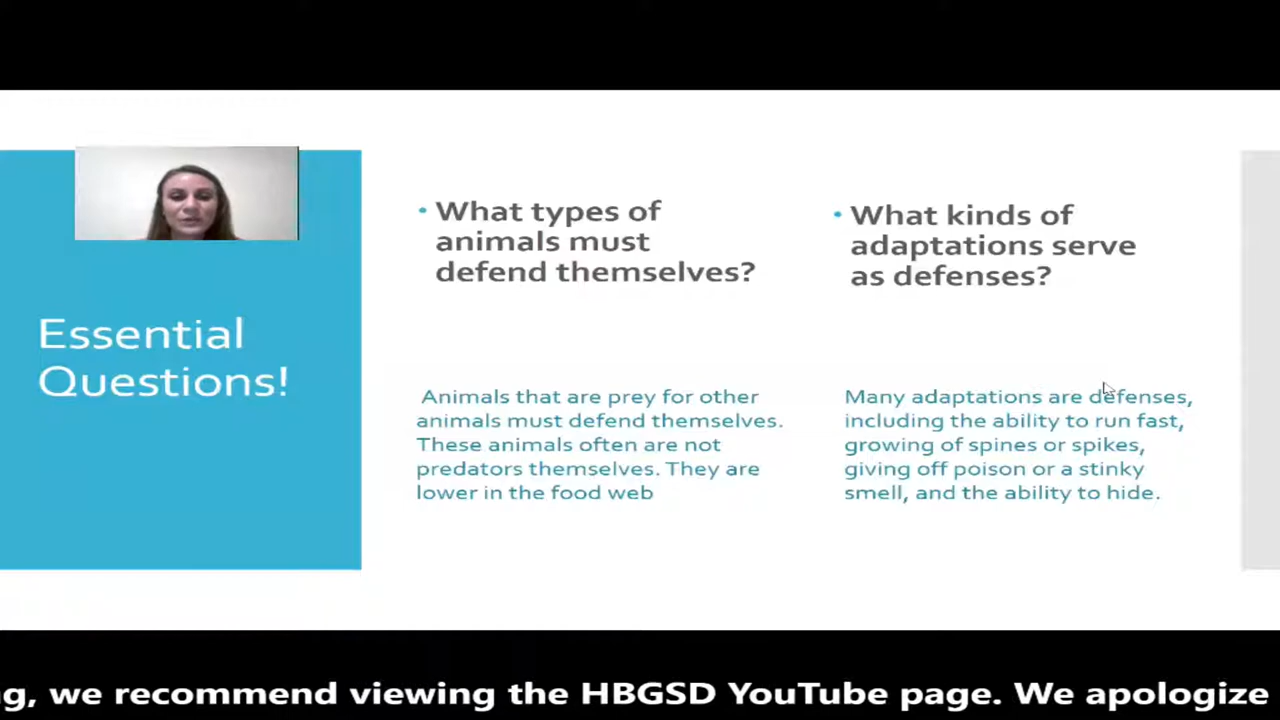 Essential
Questions!
• What types of
animals must
defend themselves?
Animals that are prey for other
animals must defend themselves.
These animals often are not
predators themselves. They are
lower in the food web
• What kinds of
adaptations serve
as defenses?
Many adaptations are defenses,
including the ability to run fast,
growing of spines or spikes,
giving off poison or a stinky
smell, and the ability to hide.
we recommend viewing the HBGSD YouTube page. We apologize